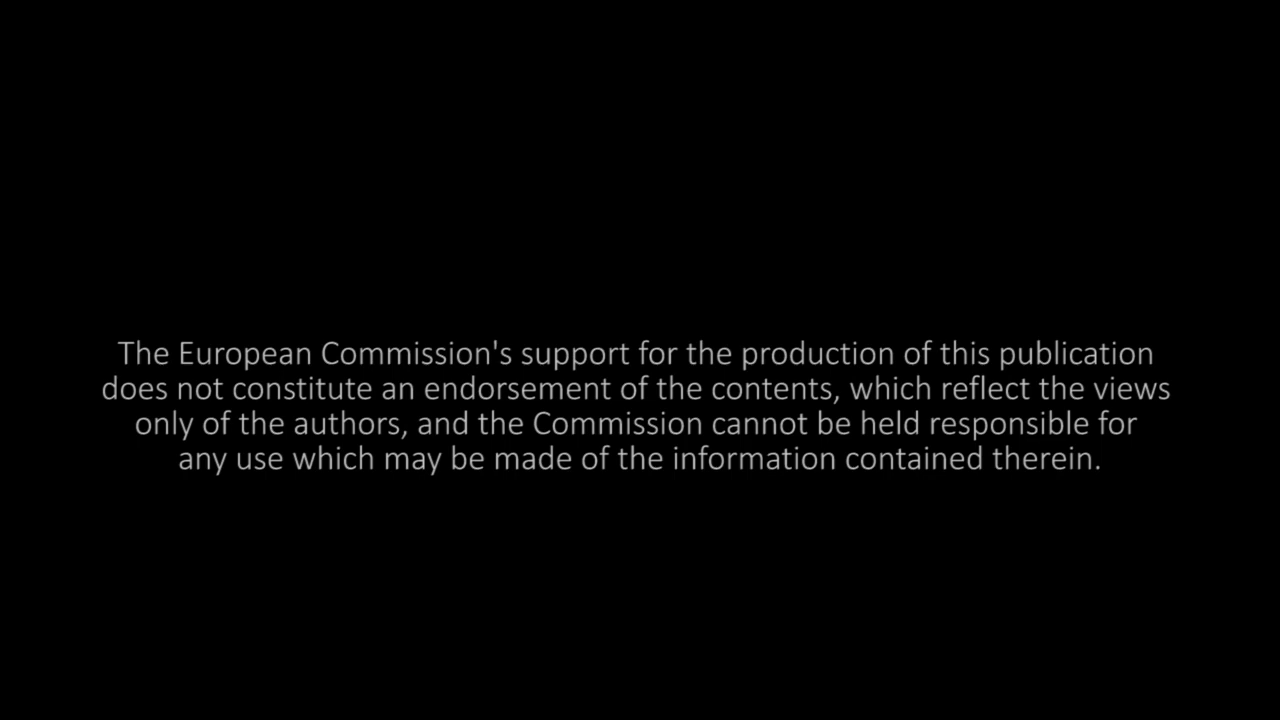 The European Commission's support for the production of this publication
does not constitute an endorsement of the contents, which reflect the views
only of the authors, and the Commission cannot be held responsible for
any use which may be made of the information contained therein.